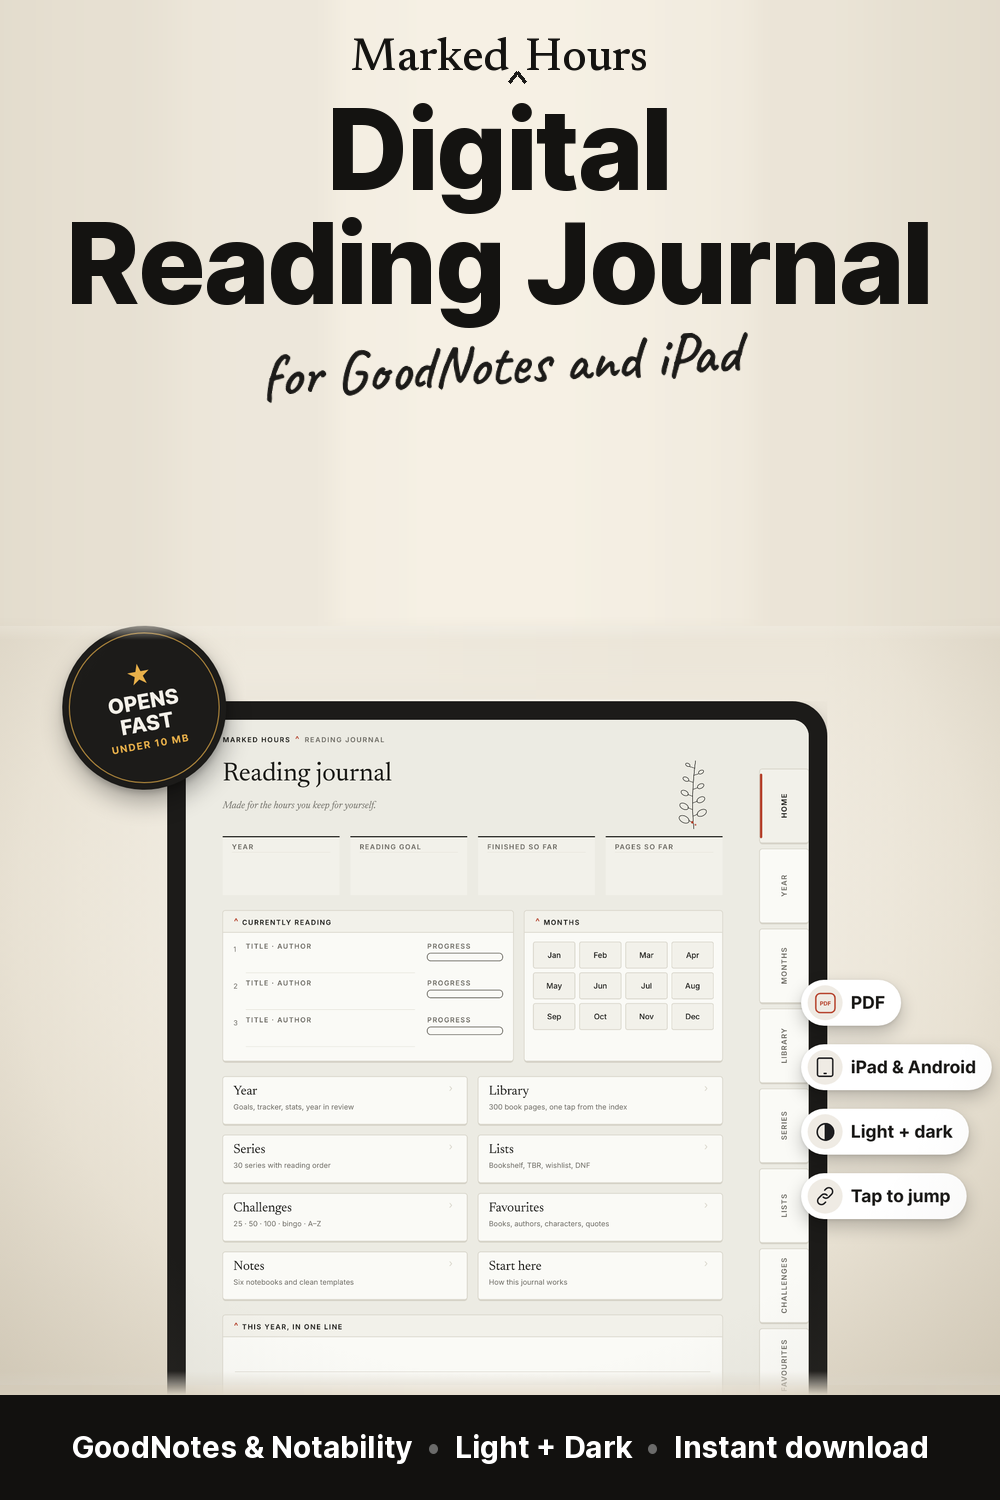 Marked ^ Hours
Digital
Reading Journal
for GoodNotes and iPad
OPENS
FAST
UNDER 10 MB
MARKED HOURS ^ READING JOURNAL
Reading journal
Made for the hours you keep for yourself.
YEAR
READING GOAL
FINISHED SO FAR
PAGES SO FAR
^ CURRENTLY READING
1 TITLE · AUTHOR PROGRESS
2 TITLE · AUTHOR PROGRESS
3 TITLE · AUTHOR PROGRESS
^ MONTHS
Jan Feb Mar Apr
May Jun Jul Aug
Sep Oct Nov Dec
Year
Goals, tracker, stats, year in review
Library
300 book pages, one tap from the index
Series
30 series with reading order
Lists
Bookshelf, TBR, wishlist, DNF
Challenges
25 · 50 · 100 · bingo · A–Z
Favourites
Books, authors, characters, quotes
Notes
Six notebooks and clean templates
Start here
How this journal works
^ THIS YEAR, IN ONE LINE
HOME
YEAR
MONTHS
LIBRARY
SERIES
LISTS
CHALLENGES
FAVOURITES
PDF
PDF
iPad & Android
Light + dark
Tap to jump
GoodNotes & Notability • Light + Dark • Instant download